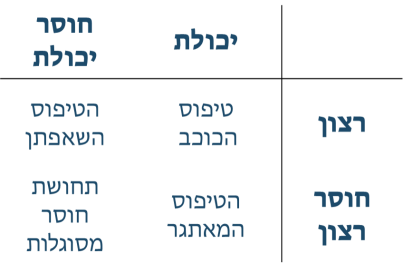 יכולת
חוסר
יכולת
רצון
טיפוס
הכוכב
הטיפוס
השאפתן
חוסר
רצון
הטיפוס
המאתגר
תחושת
חוסר
מסוגלות